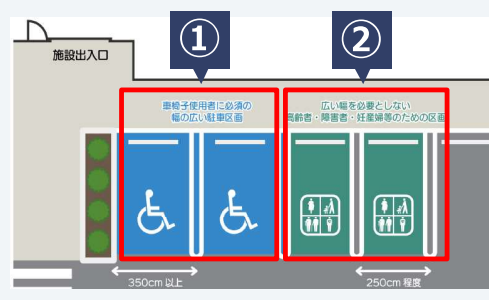 ①
②
施設出入口
車椅子使用者に必須の
幅の広い駐車区画
広い幅を必要としない
高齢者・障害者・妊産婦等のための区画
350cm 以上
250cm 程度